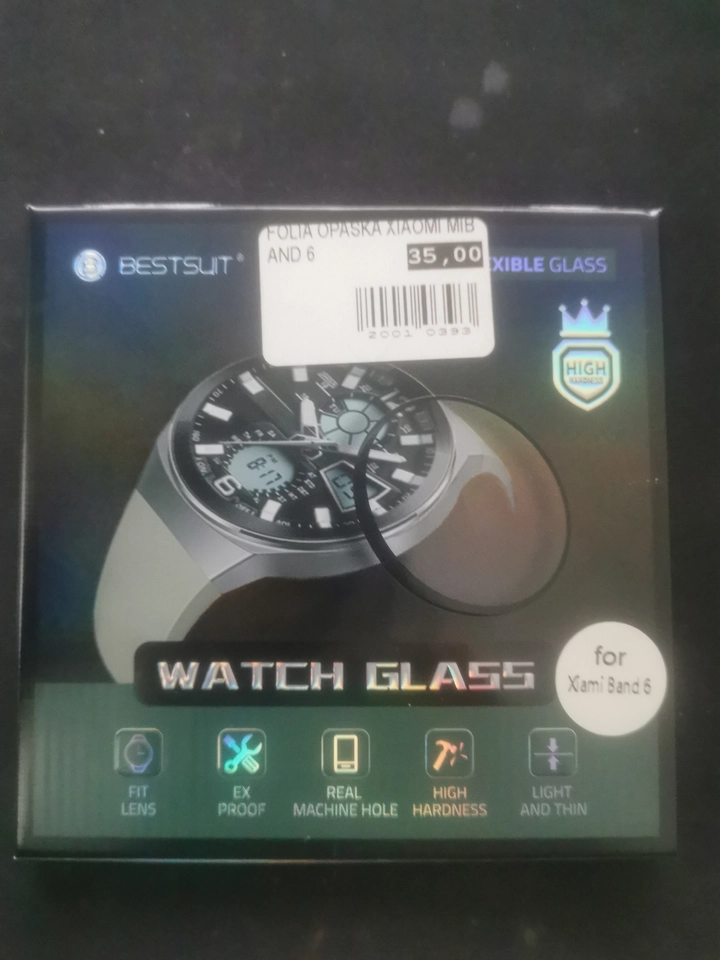 BESTSUIT®
FOLIA OPASKA XIAOMI MIB
AND 6 35,00
2001 0393
XIBLE GLASS
HIGH
HARDNESS
WATCH GLASS
for
Xiami Band 6
FIT
LENS
EX
PROOF
REAL
MACHINE HOLE
HIGH
HARDNESS
LIGHT
AND THIN